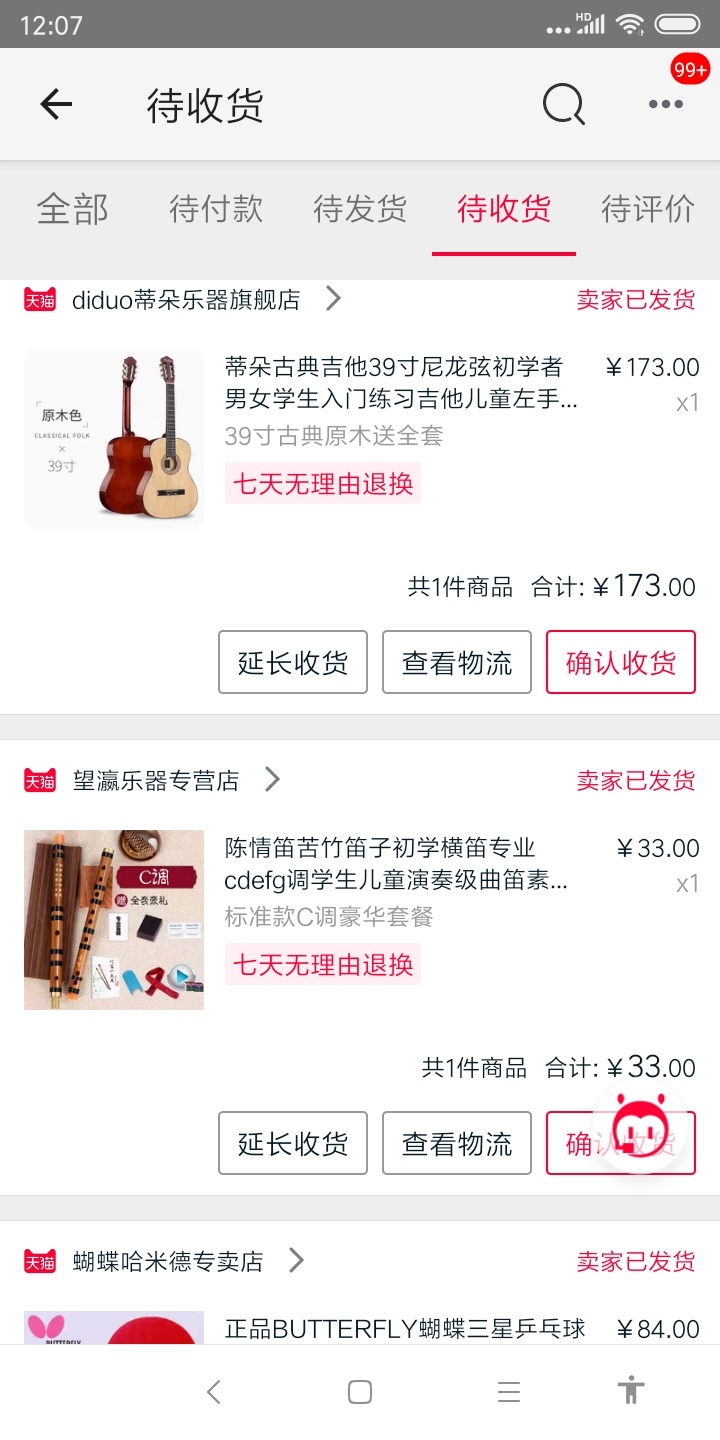 12:07
HD
99+
待收货
全部 待付款 待发货 待收货 待评价
天猫 diduo蒂朵乐器旗舰店 卖家已发货
原木色
CLASSICAL FOLK
×
39寸
蒂朵古典吉他39寸尼龙弦初学者 ¥173.00
男女学生入门练习吉他儿童左手... x1
39寸古典原木送全套
七天无理由退换
共1件商品 合计: ¥173.00
延长收货 查看物流 确认收货
天猫 望瀛乐器专营店 卖家已发货
C调
赠 全套豪礼
陈情笛苦竹笛子初学横笛专业 ¥33.00
cdefg调学生儿童演奏级曲笛素... x1
标准款C调豪华套餐
七天无理由退换
共1件商品 合计: ¥33.00
延长收货 查看物流 确认收货
天猫 蝴蝶哈米德专卖店 卖家已发货
BUTTERFLY
正品BUTTERFLY蝴蝶三星乒乓球 ¥84.00